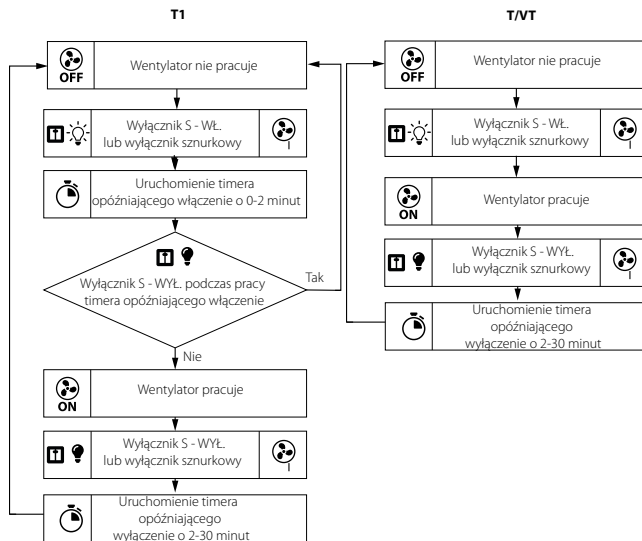 T1
OFF
Wentylator nie pracuje
Wyłącznik S - WŁ.
lub wyłącznik sznurkowy
Uruchomienie timera
opóźniającego włączenie o 0-2 minut
Wyłącznik S - WYŁ. podczas pracy
timera opóźniającego włączenie
Tak
Nie
ON
Wentylator pracuje
Wyłącznik S - WYŁ.
lub wyłącznik sznurkowy
Uruchomienie timera
opóźniającego
wyłączenie o 2-30 minut
T/VT
OFF
Wentylator nie pracuje
Wyłącznik S - WŁ.
lub wyłącznik sznurkowy
ON
Wentylator pracuje
Wyłącznik S - WYŁ.
lub wyłącznik sznurkowy
Uruchomienie timera
opóźniającego
wyłączenie o 2-30 minut